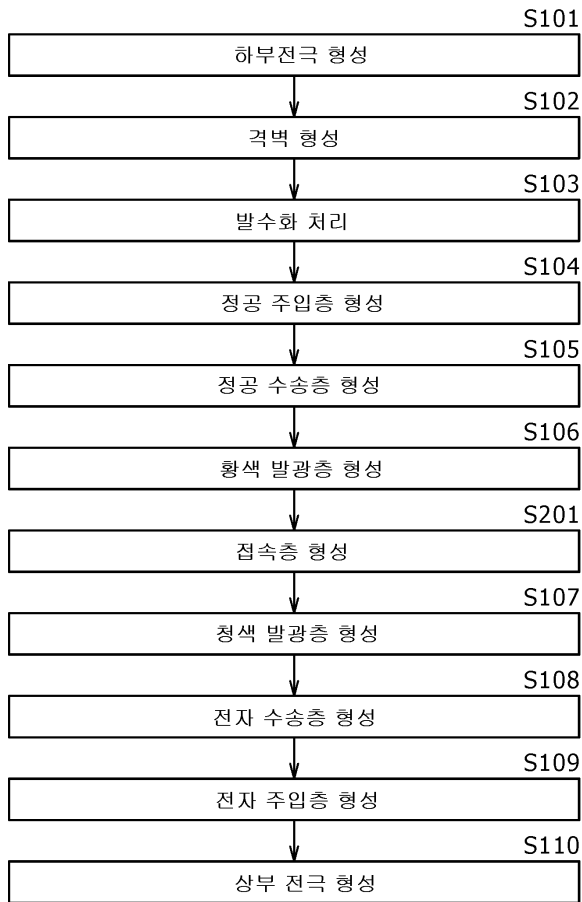 S101
하부전극 형성
S102
격벽 형성
S103
발수화 처리
S104
정공 주입층 형성
S105
정공 수송층 형성
S106
황색 발광층 형성
S201
접속층 형성
S107
청색 발광층 형성
S108
전자 수송층 형성
S109
전자 주입층 형성
S110
상부 전극 형성